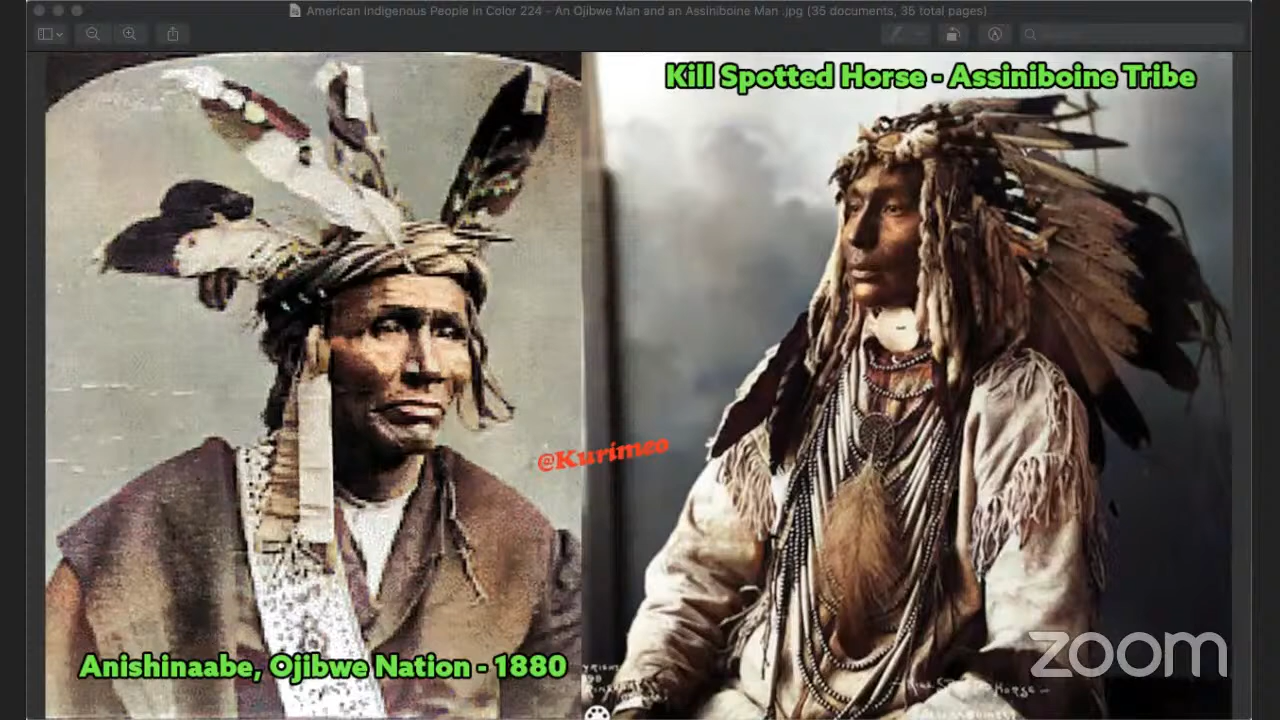 American Indigenous People in Color 224 - An Ojibwe Man and an Assiniboine Man .jpg (35 documents, 35 total pages)
Kill Spotted Horse - Assiniboine Tribe
@Kurimeo
Anishinaabe, Ojibwe Nation - 1880
zoom
Horse